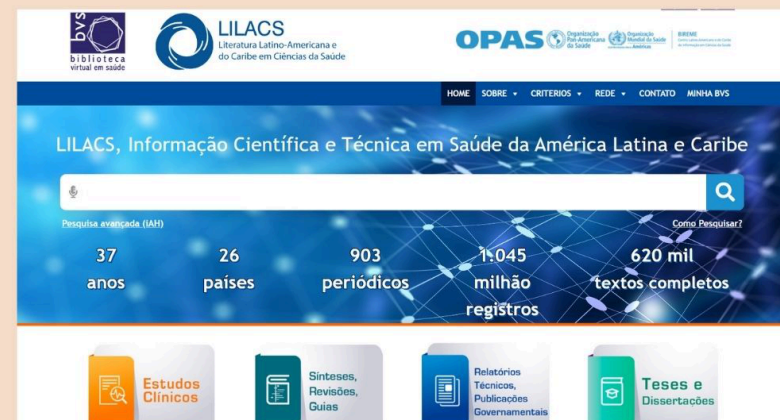 bvs
biblioteca
virtual em saúde
LILACS
Literatura Latino-Americana e
do Caribe em Ciências da Saúde
OPAS
Organização
Pan-Americana
da Saúde
Organização
Mundial da Saúde
Américas
BIREME
HOME SOBRE CRITERIOS REDE CONTATO MINHA BVS
LILACS, Informação Científica e Técnica em Saúde da América Latina e Caribe
Pesquisa avançada (iAH)
Como Pesquisar?
37
anos
26
países
903
periódicos
1.045
milhão
registros
620 mil
textos completos
Estudos
Clínicos
Sínteses,
Revisões,
Guias
Relatórios
Técnicos,
Publicações
Governamentais
Teses e
Dissertações